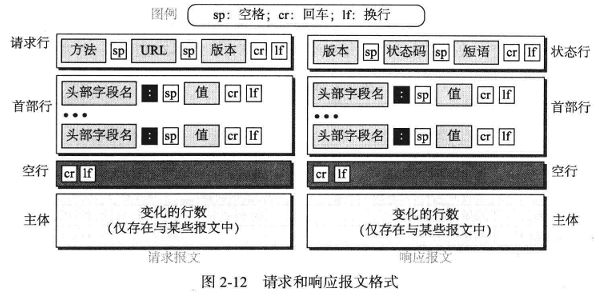 图例 sp：空格；cr：回车；lf：换行
请求行 方法 sp URL sp 版本 cr lf
版本 sp 状态码 sp 短语 cr lf 状态行
首部行
头部字段名 : sp 值 cr lf
•••
头部字段名 : sp 值 cr lf
头部字段名 : sp 值 cr lf
•••
头部字段名 : sp 值 cr lf
首部行
空行 cr lf
cr lf 空行
主体
变化的行数
(仅存在与某些报文中)
请求报文
变化的行数
(仅存在与某些报文中)
主体
响应报文
图 2-12 请求和响应报文格式